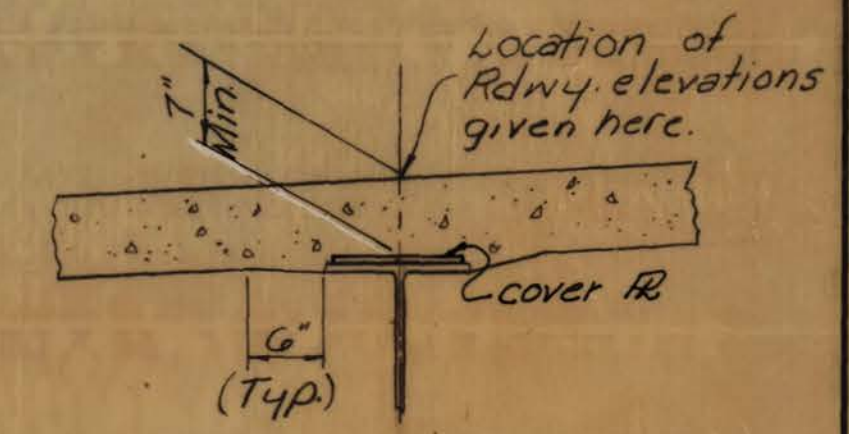 Location of
Rdwy. elevations
given here.
7"
Min.
cover PL
6"
(Typ.)